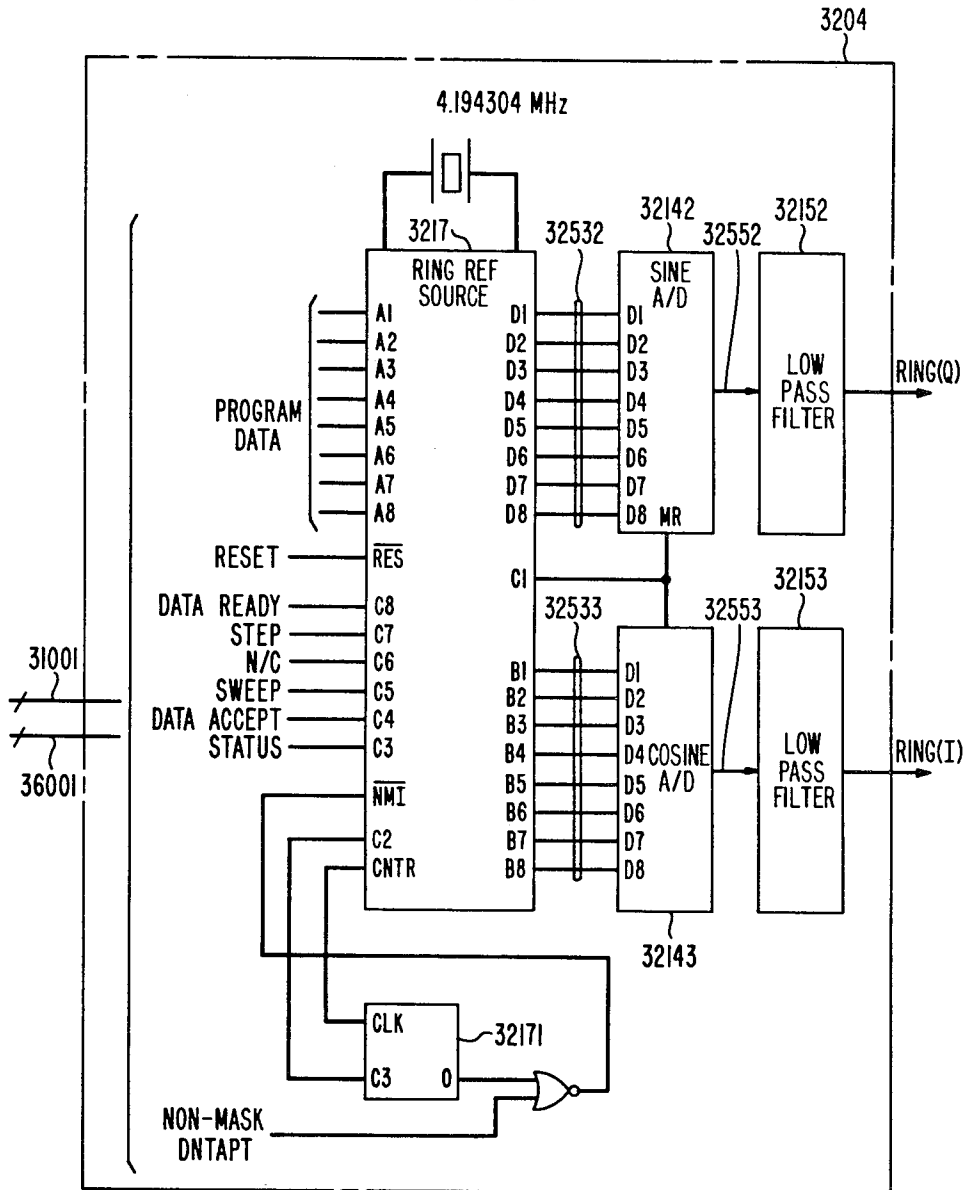 3204
4.194304 MHz
3217
RING REF
SOURCE
32532
32142
SINE
A/D
32552
32152
LOW
PASS
FILTER
RING(Q)
PROGRAM
DATA
A1
A2
A3
A4
A5
A6
A7
A8
D1
D2
D3
D4
D5
D6
D7
D8
D1
D2
D3
D4
D5
D6
D7
D8 MR
RESET
RES
C1
DATA READY
C8
STEP
C7
N/C
C6
SWEEP
C5
DATA ACCEPT
C4
STATUS
C3
NMI
C2
CNTR
32533
B1
B2
B3
B4
B5
B6
B7
B8
D1
D2
D3
D4
D5
D6
D7
D8
COSINE
A/D
32143
32553
32153
LOW
PASS
FILTER
RING(I)
31001
36001
CLK
C3
0
32171
NON-MASK
DNTAPT